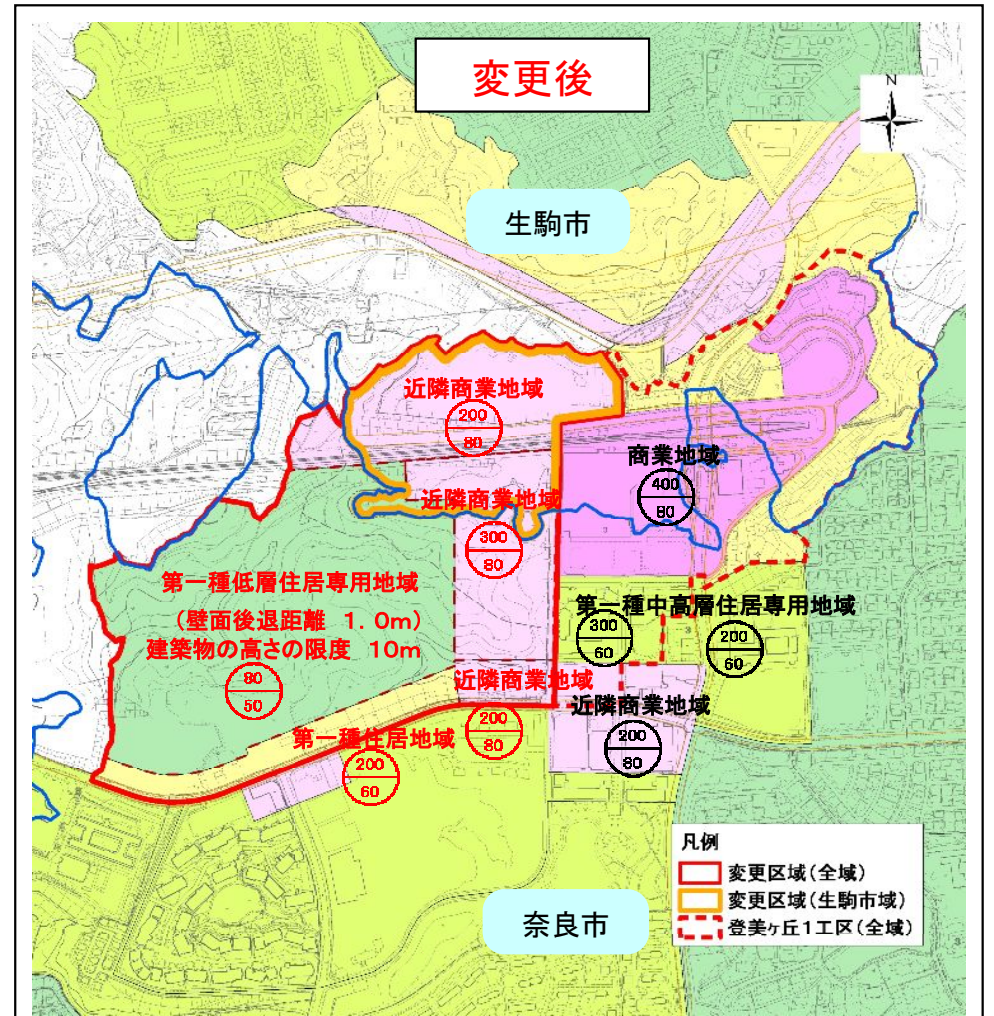 変更後
N
生駒市
近隣商業地域
200
80
商業地域
400
80
近隣商業地域
300
80
第一種低層住居専用地域
(壁面後退距離 1.0m)
建築物の高さの限度 10m
80
50
第一種中高層住居専用地域
300
60
200
60
近隣商業地域
200
80
近隣商業地域
200
80
第一種住居地域
200
60
凡例
変更区域(全域)
変更区域(生駒市域)
登美ヶ丘1工区(全域)
奈良市